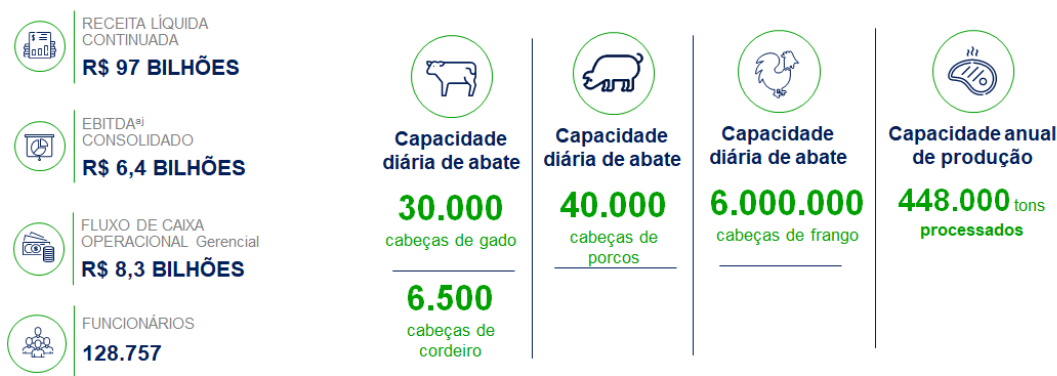 RECEITA LÍQUIDA
CONTINUADA
R$ 97 BILHÕES
EBITDAaj
CONSOLIDADO
R$ 6,4 BILHÕES
FLUXO DE CAIXA
OPERACIONAL Gerencial
R$ 8,3 BILHÕES
FUNCIONÁRIOS
128.757
Capacidade
diária de abate
30.000
cabeças de gado
6.500
cabeças de
cordeiro
Capacidade
diária de abate
40.000
cabeças de
porcos
Capacidade
diária de abate
6.000.000
cabeças de frango
Capacidade anual
de produção
448.000 tons
processados